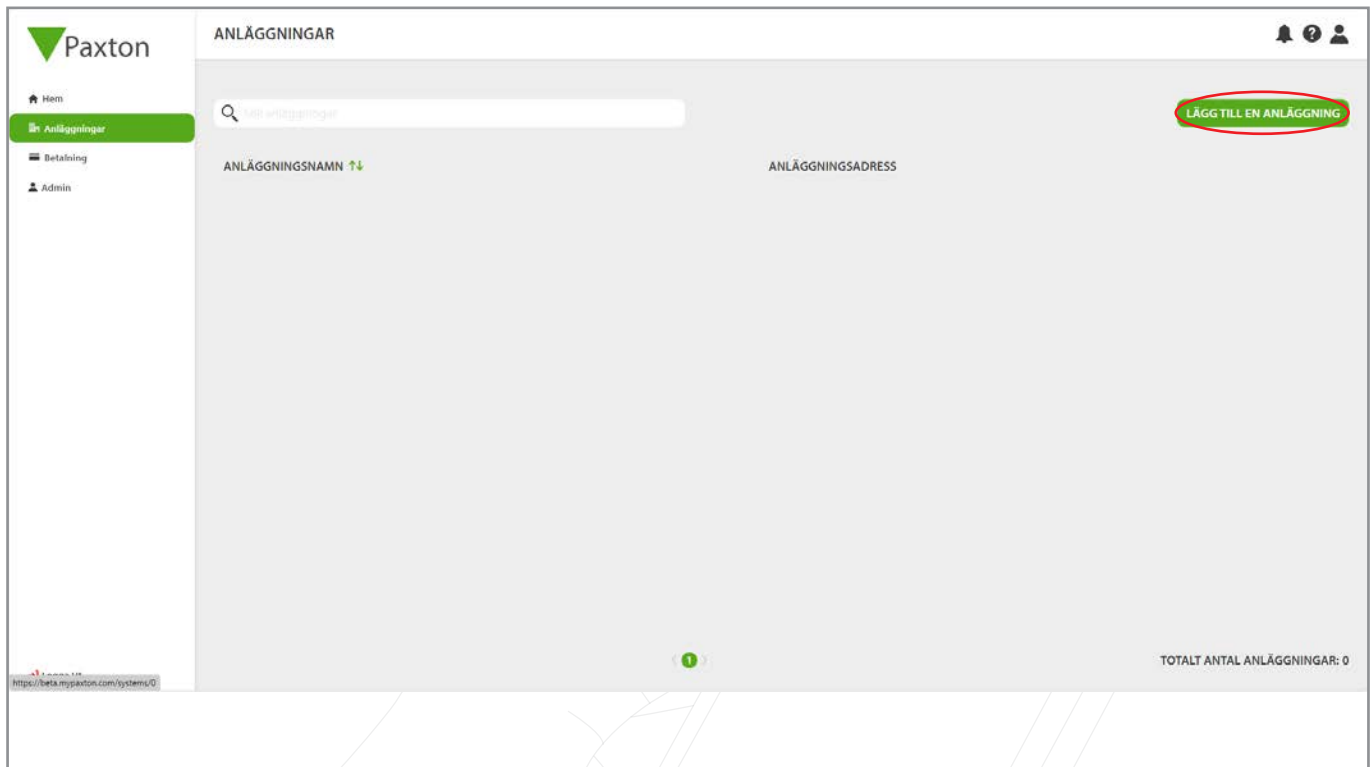 Paxton
ANLÄGGNINGAR
Hem
Anläggningar
Betalning
Admin
LÄGG TILL EN ANLÄGGNING
ANLÄGGNINGSNAMN
ANLÄGGNINGSADRESS
1
TOTALT ANTAL ANLÄGGNINGAR: 0
https://beta.mypaxton.com/systems/0